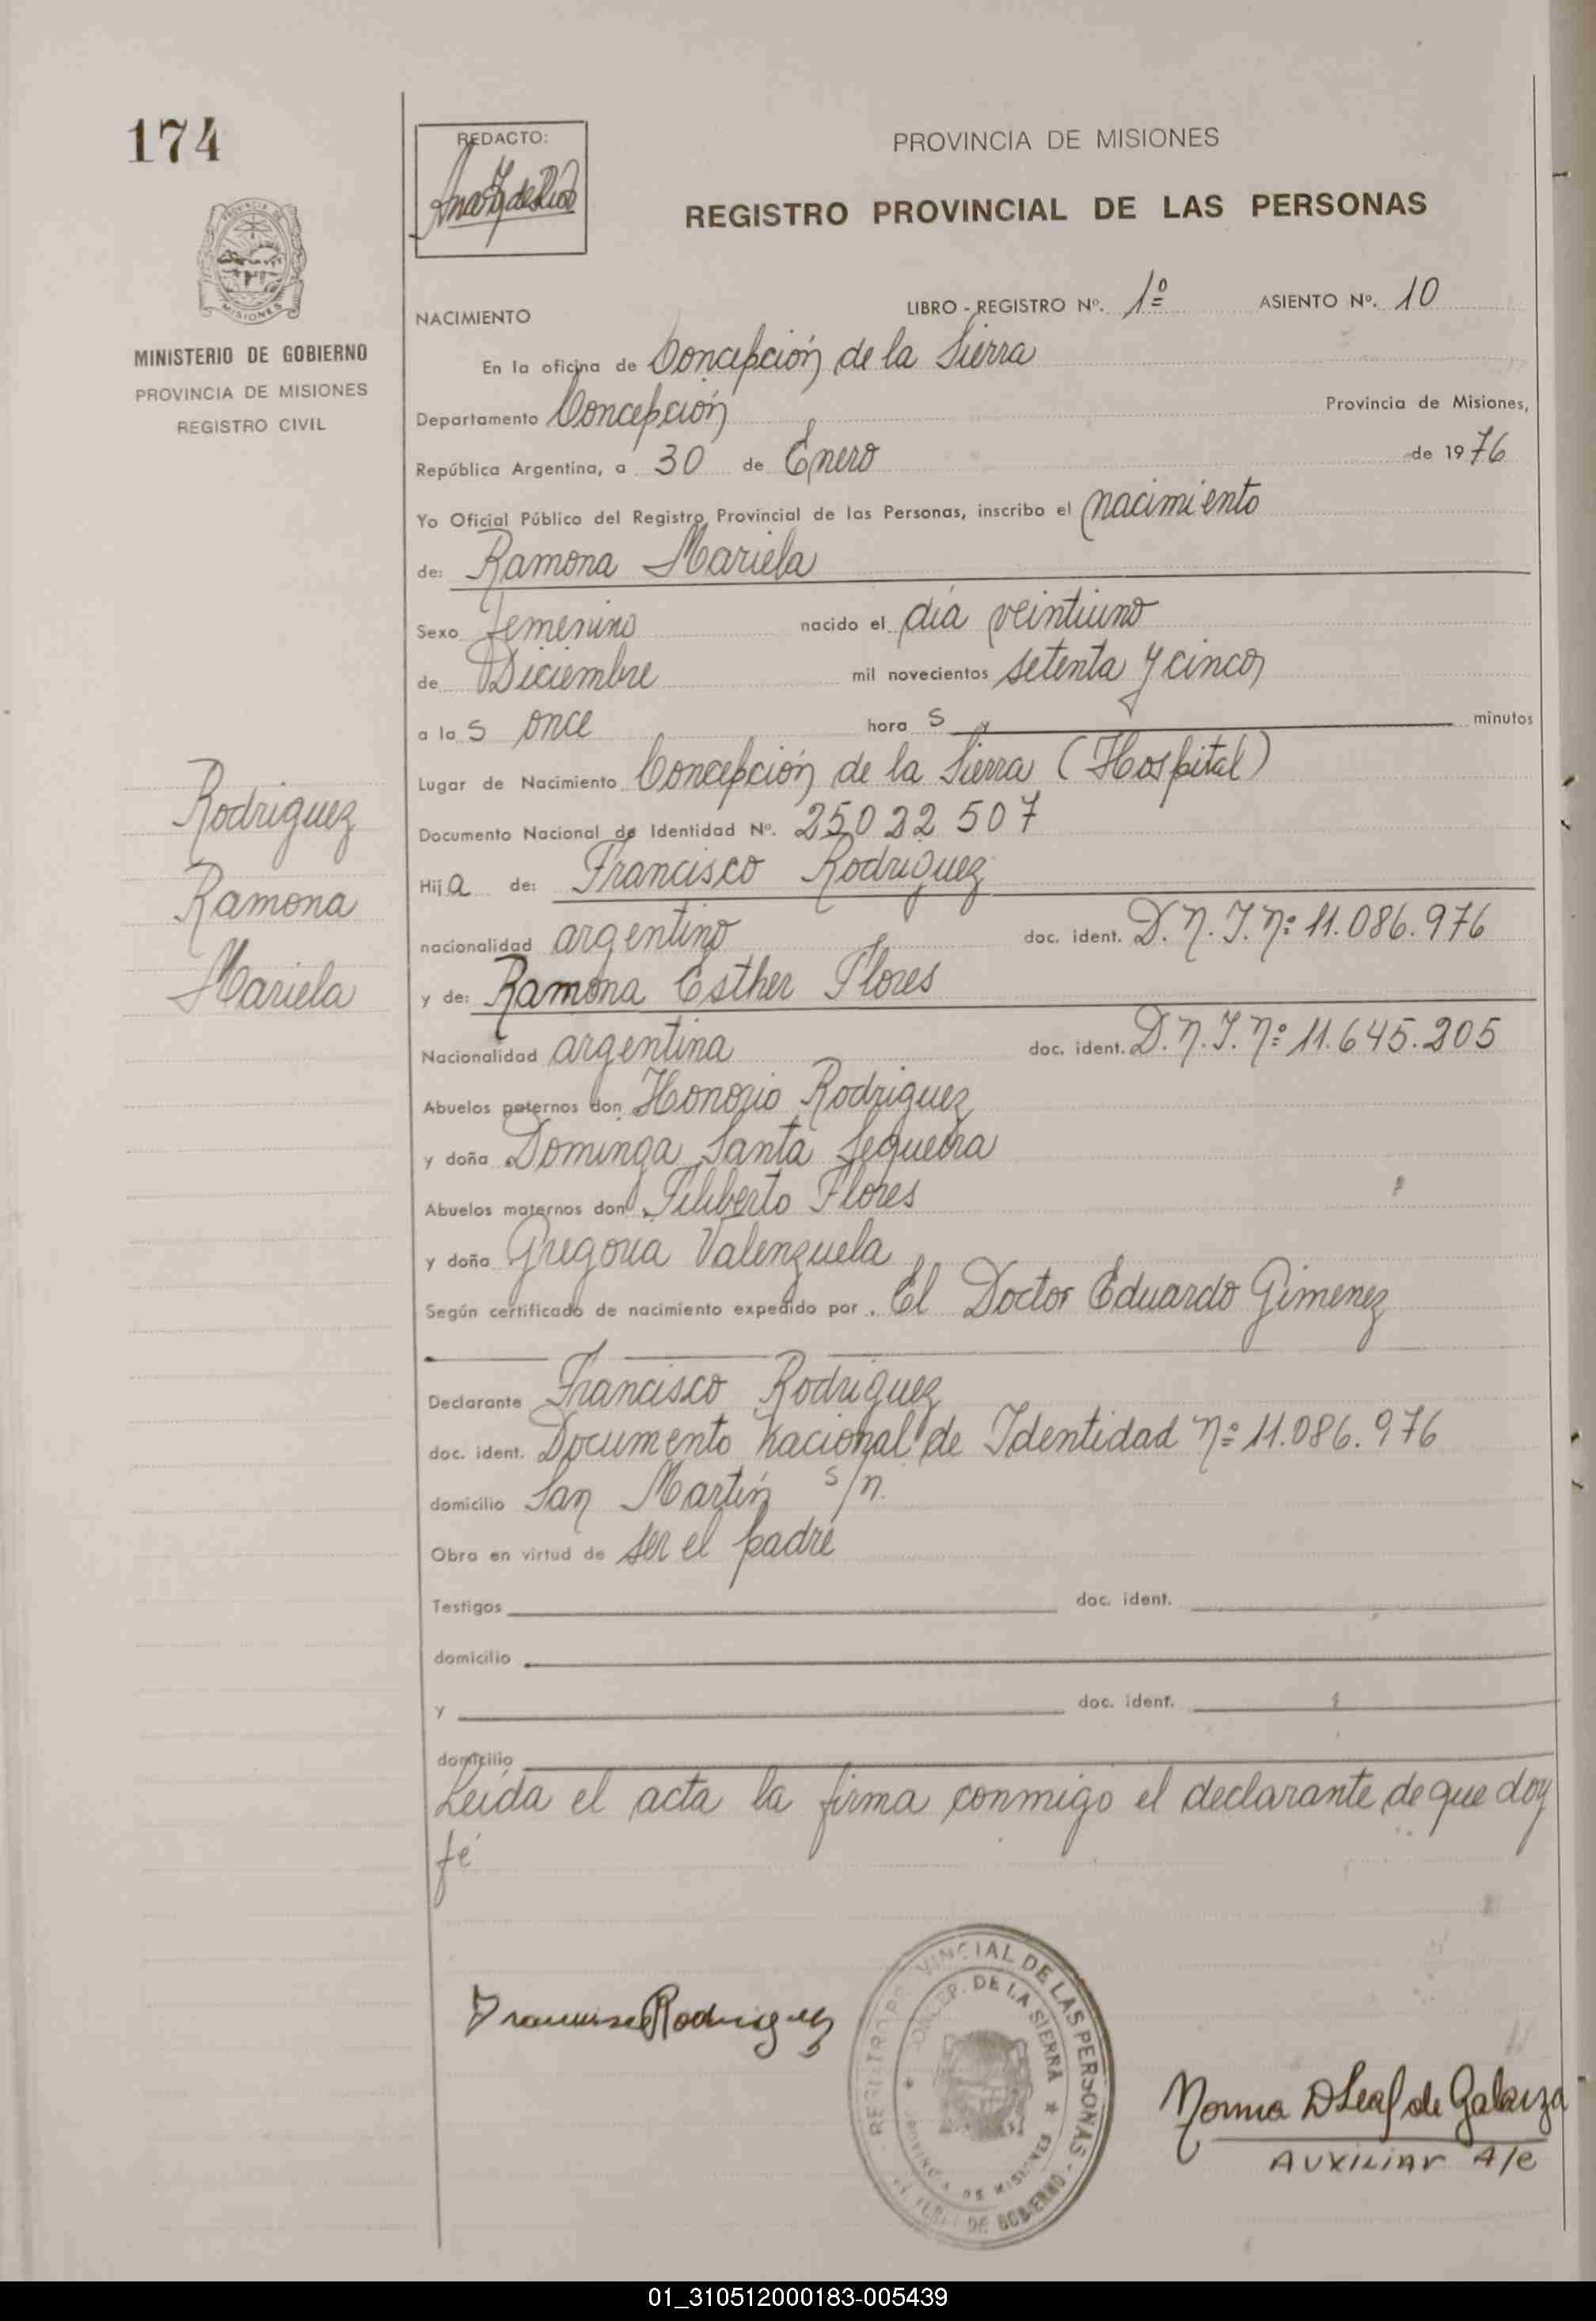 174
REDACTO:
PROVINCIA DE MISIONES
REGISTRO PROVINCIAL DE LAS PERSONAS
MISIONES
MINISTERIO DE GOBIERNO
PROVINCIA DE MISIONES
REGISTRO CIVIL
NACIMIENTO
LIBRO - REGISTRO Nº. 1º ASIENTO Nº. 10
En la oficina de Concepción de la Sierra
Departamento Concepción Provincia de Misiones,
República Argentina, a 30 de Enero de 1976
Yo Oficial Público del Registro Provincial de las Personas, inscribo el nacimiento
de: Ramona Mariela
Sexo femenino nacido el día veintiuno
de Diciembre mil novecientos setenta y cinco
a las once horas y minutos
Lugar de Nacimiento Concepción de la Sierra (Hospital)
Documento Nacional de Identidad Nº. 25022507
Hija de: Francisco Rodriguez
nacionalidad argentino doc. ident. D.N.I. Nº 11.086.976
y de: Ramona Esther Flores
Nacionalidad argentina doc. ident. D.N.I. Nº 11.645.205
Abuelos paternos don Honorio Rodriguez
y doña Dominga Santa Sequeira
Abuelos maternos don Filiberto Flores
y doña Gregoria Valenzuela
Según certificado de nacimiento expedido por El Doctor Eduardo Gimenez
Declarante Francisco Rodriguez
doc. ident. Documento Nacional de Identidad Nº 11.086.976
domicilio San Martín s/n.
Obra en virtud de ser el padre
Testigos doc. ident.
domicilio
y doc. ident.
domicilio
Leída el acta la firma conmigo el declarante de que doy
fé
Rodriguez
Ramona
Mariela
Francisco Rodriguez
REGISTRO PROVINCIAL DE LAS PERSONAS
CONCEP. DE LA SIERRA
PROVINCIA DE MISIONES
DE GOBIERNO
Norma D Leal de Galarza
AUXILIAR A/C
01_310512000183-005439